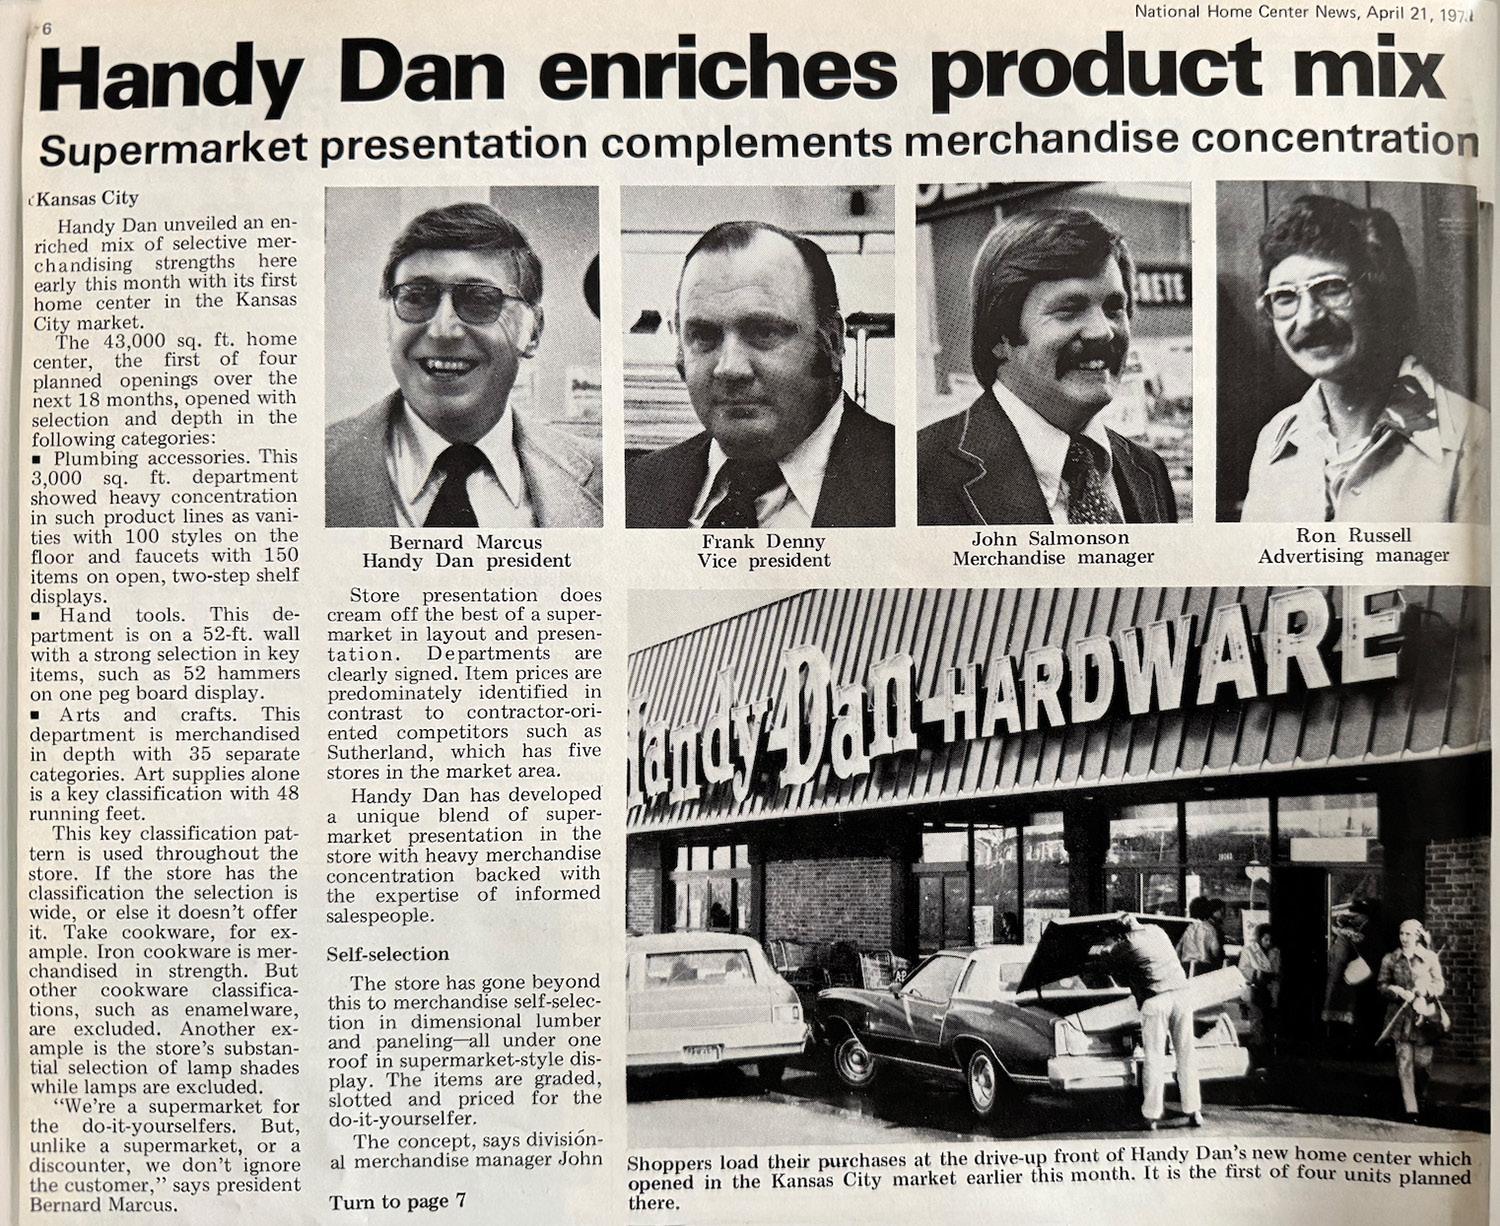 6
National Home Center News, April 21, 197
Handy Dan enriches product mix
Supermarket presentation complements merchandise concentration
Kansas City
Handy Dan unveiled an en-
riched mix of selective mer-
chandising strengths here
early this month with its first
home center in the Kansas
City market.
The 43,000 sq. ft. home
center, the first of four
planned openings over the
next 18 months, opened with
selection and depth in the
following categories:
▪ Plumbing accessories. This
3,000 sq. ft. department
showed heavy concentration
in such product lines as vani-
ties with 100 styles on the
floor and faucets with 150
items on open, two-step shelf
displays.
▪ Hand tools. This de-
partment is on a 52-ft. wall
with a strong selection in key
items, such as 52 hammers
on one peg board display.
▪ Arts and crafts. This
department is merchandised
in depth with 35 separate
categories. Art supplies alone
is a key classification with 48
running feet.
This key classification pat-
tern is used throughout the
store. If the store has the
classification the selection is
wide, or else it doesn't offer
it. Take cookware, for ex-
ample. Iron cookware is mer-
chandised in strength. But
other cookware classifica-
tions, such as enamelware,
are excluded. Another ex-
ample is the store's substan-
tial selection of lamp shades
while lamps are excluded.
"We're a supermarket for
the do-it-yourselfers. But,
unlike a supermarket, or a
discounter, we don't ignore
the customer," says president
Bernard Marcus.
Bernard Marcus
Handy Dan president
Frank Denny
Vice president
John Salmonson
Merchandise manager
Ron Russell
Advertising manager
Store presentation does
cream off the best of a super-
market in layout and presen-
tation. Departments are
clearly signed. Item prices are
predominately identified in
contrast to contractor-ori-
ented competitors such as
Sutherland, which has five
stores in the market area.
Handy Dan has developed
a unique blend of super-
market presentation in the
store with heavy merchandise
concentration backed with
the expertise of informed
salespeople.
Self-selection
The store has gone beyond
this to merchandise self-selec-
tion in dimensional lumber
and paneling—all under one
roof in supermarket-style dis-
play. The items are graded,
slotted and priced for the
do-it-yourselfer.
The concept, says division-
al merchandise manager John
Turn to page 7
Handy Dan HARDWARE
Shoppers load their purchases at the drive-up front of Handy Dan's new home center which
opened in the Kansas City market earlier this month. It is the first of four units planned
there.